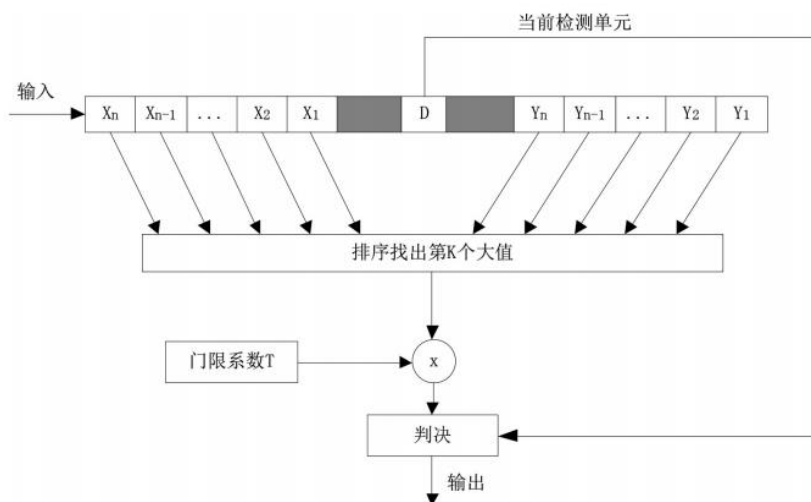 当前检测单元
输入
Xn Xn-1 ... X2 X1 D Yn Yn-1 ... Y2 Y1
排序找出第K个大值
门限系数T
x
判决
输出